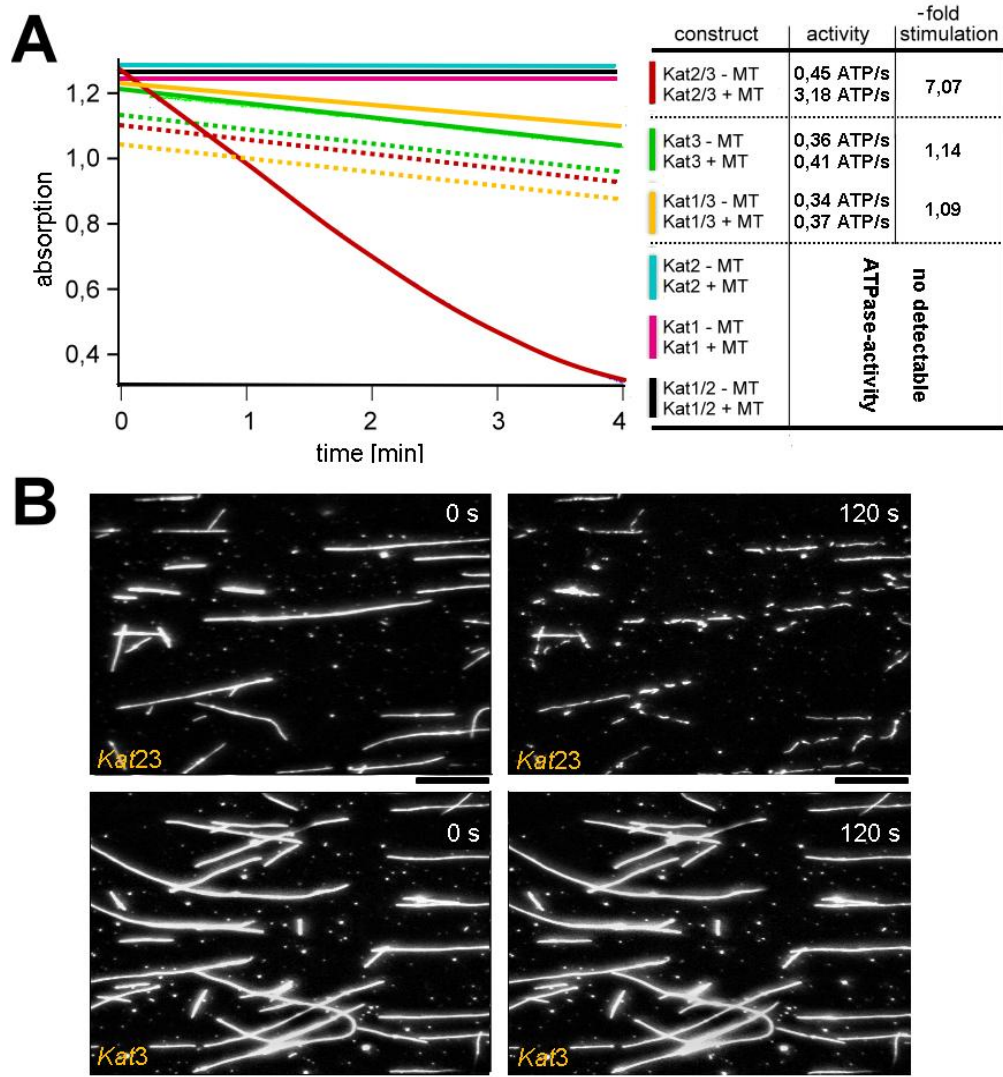 A
absorption
1,2
1,0
0,8
0,6
0,4
0
1
2
3
4
time [min]
construct
activity
-fold
stimulation
Kat2/3 - MT
Kat2/3 + MT
0,45 ATP/s
3,18 ATP/s
7,07
Kat3 - MT
Kat3 + MT
0,36 ATP/s
0,41 ATP/s
1,14
Kat1/3 - MT
Kat1/3 + MT
0,34 ATP/s
0,37 ATP/s
1,09
Kat2 - MT
Kat2 + MT
Kat1 - MT
Kat1 + MT
Kat1/2 - MT
Kat1/2 + MT
no detectable
ATPase-activity
B
0 s
Kat23
120 s
Kat23
0 s
Kat3
120 s
Kat3